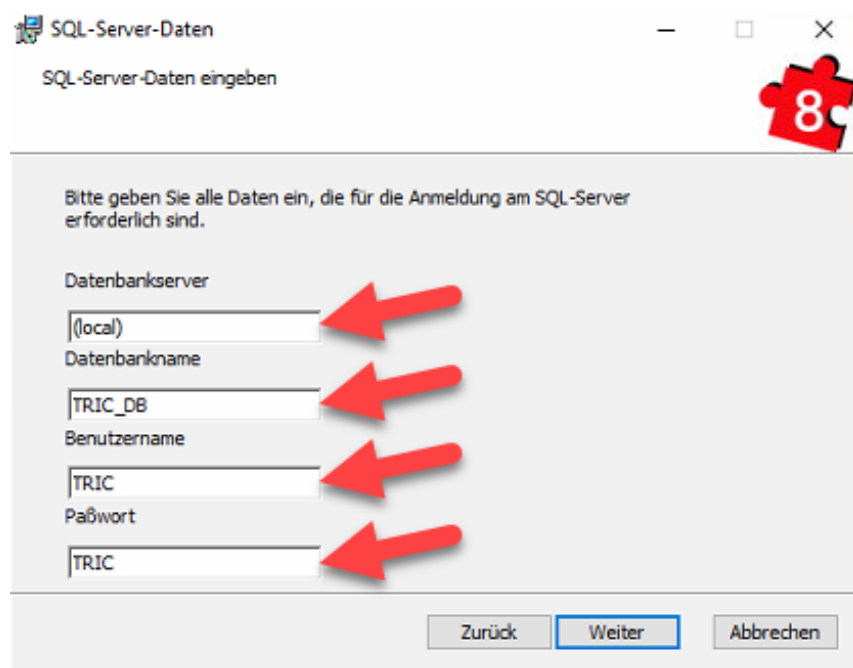 SQL-Server-Daten
SQL-Server-Daten eingeben
8
Bitte geben Sie alle Daten ein, die für die Anmeldung am SQL-Server
erforderlich sind.
Datenbankserver
(local)
Datenbankname
TRIC_DB
Benutzername
TRIC
Paßwort
TRIC
Zurück Weiter Abbrechen